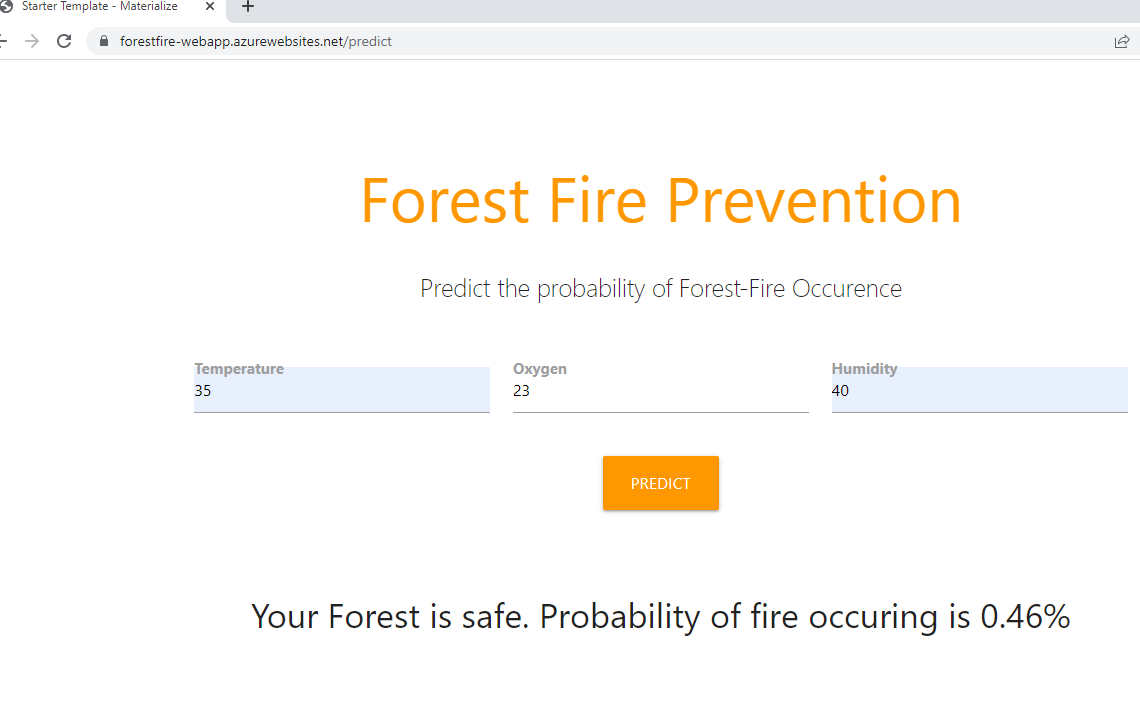 Starter Template - Materialize
forestfire-webapp.azurewebsites.net/predict
Forest Fire Prevention
Predict the probability of Forest-Fire Occurence
Temperature Oxygen Humidity
35 23 40
PREDICT
Your Forest is safe. Probability of fire occuring is 0.46%